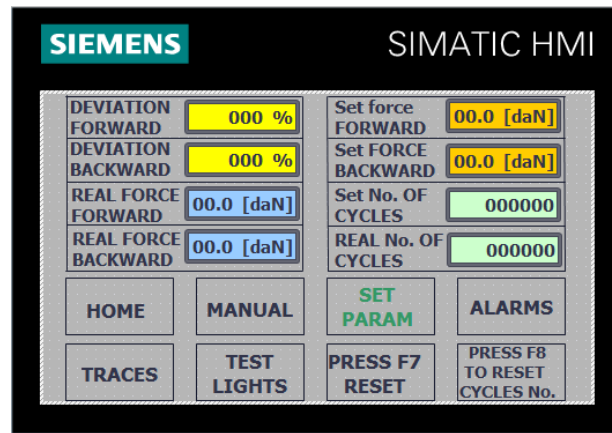 SIEMENS
SIMATIC HMI
DEVIATION
FORWARD
000 %
Set force
FORWARD
00.0 [daN]
DEVIATION
BACKWARD
000 %
Set FORCE
BACKWARD
00.0 [daN]
REAL FORCE
FORWARD
00.0 [daN]
Set No. OF
CYCLES
000000
REAL FORCE
BACKWARD
00.0 [daN]
REAL No. OF
CYCLES
000000
HOME
MANUAL
SET
PARAM
ALARMS
TRACES
TEST
LIGHTS
PRESS F7
RESET
PRESS F8
TO RESET
CYCLES No.